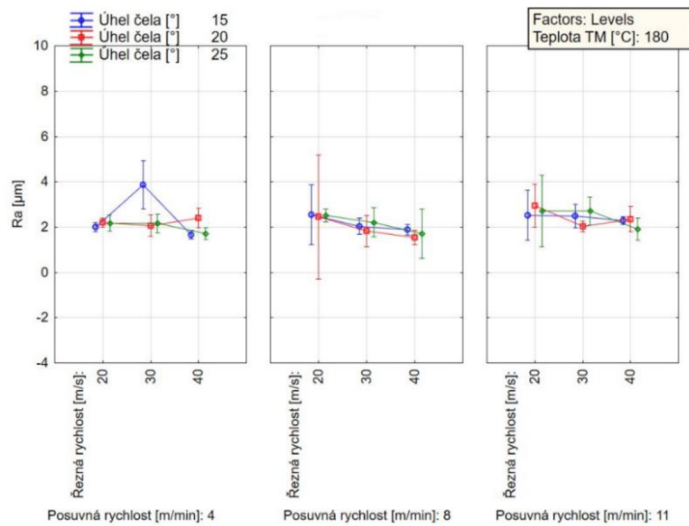 Úhel čela [°] 15
Úhel čela [°] 20
Úhel čela [°] 25
Factors: Levels
Teplota TM [°C]: 180
Ra [µm]
10
8
6
4
2
0
-2
-4
Řezná rychlost [m/s]: 20 30 40
Řezná rychlost [m/s]: 20 30 40
Řezná rychlost [m/s]: 20 30 40
Posuvná rychlost [m/min]: 4
Posuvná rychlost [m/min]: 8
Posuvná rychlost [m/min]: 11